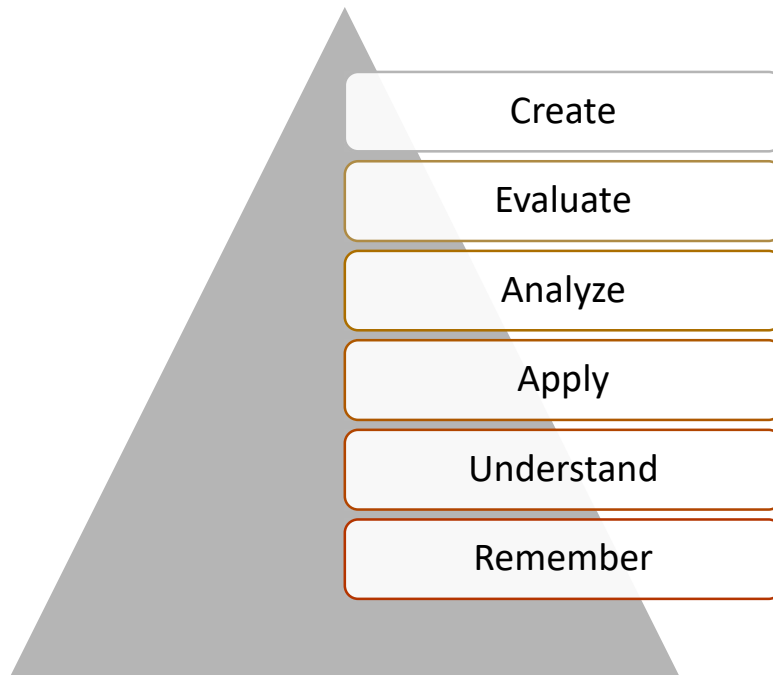 Create
Evaluate
Analyze
Apply
Understand
Remember